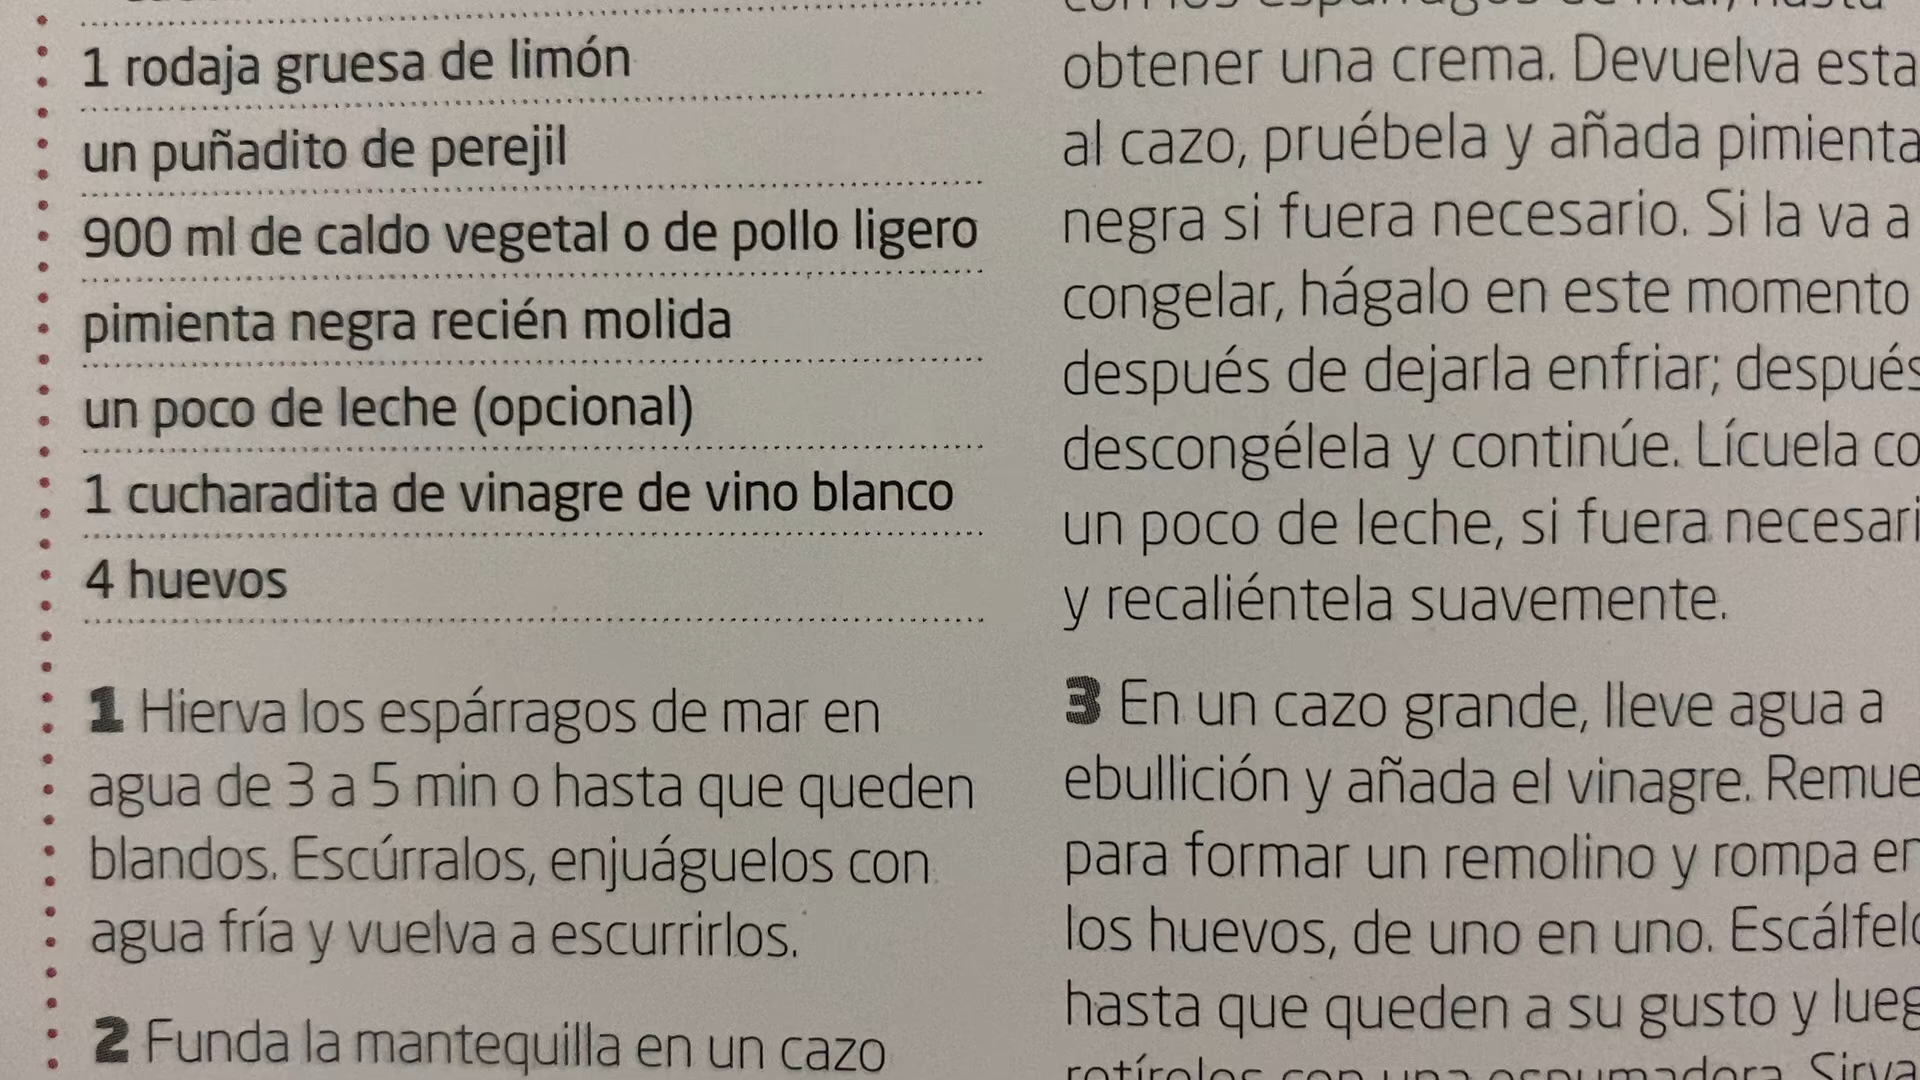 1 rodaja gruesa de limón
un puñadito de perejil
900 ml de caldo vegetal o de pollo ligero
pimienta negra recién molida
un poco de leche (opcional)
1 cucharadita de vinagre de vino blanco
4 huevos
1 Hierva los espárragos de mar en
agua de 3 a 5 min o hasta que queden
blandos. Escúrralos, enjuáguelos con
agua fría y vuelva a escurrirlos.
2 Funda la mantequilla en un cazo
obtener una crema. Devuelva esta
al cazo, pruébela y añada pimienta
negra si fuera necesario. Si la va a
congelar, hágalo en este momento
después de dejarla enfriar; después
descongélela y continúe. Lícuela
un poco de leche, si fuera
y recaliéntela suavemente.
3 En un cazo grande, lleve agua a
ebullición y añada el vinagre.
para formar un remolino y rompa
los huevos, de uno en uno.
hasta que queden a su gusto y